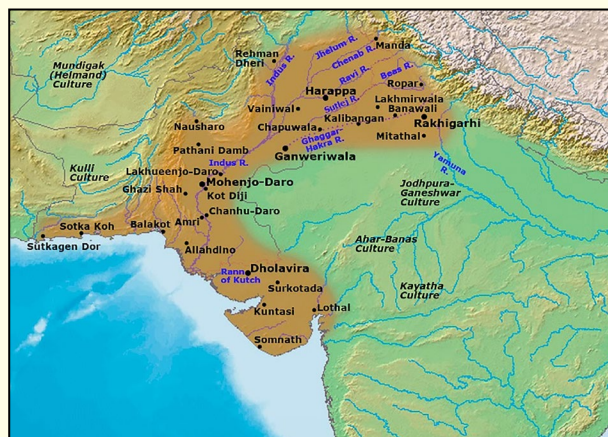 Mundigak
(Helmand)
Culture
Rehman
Dheri
Indus R.
Jhelum R.
Manda
Chenab R.
Ravi R.
Beas R.
Harappa
Ropar
Sutlej R.
Lakhmirwala
Banawali
Vainiwal
Kalibangan
Rakhigarhi
Nausharo
Chapuwala
Mitathal
Ghaggar-
Hakra R.
Pathani Damb
Ganweriwala
Kulli
Culture
Lakhueenjo-Daro
Indus R.
Yamuna
R.
Mohenjo-Daro
Ghazi Shah
Kot Diji
Jodhpura-
Ganeshwar
Culture
Sotka Koh
Balakot
Amri
Chanhu-Daro
Sutkagen Dor
Allahdino
Ahar-Banas
Culture
Rann
of Kutch
Dholavira
Surkotada
Kayatha
Culture
Kuntasi
Lothal
Somnath